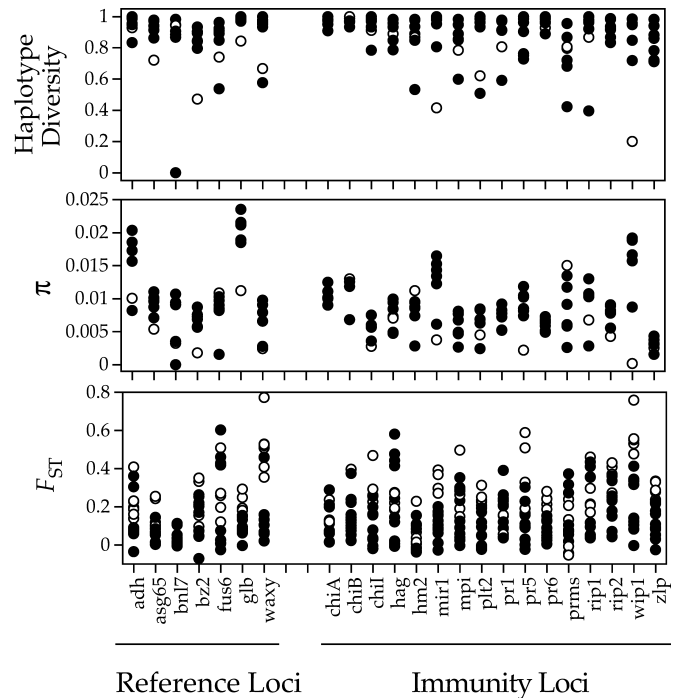 Haplotype
Diversity
1
0.8
0.6
0.4
0.2
0
π
0.025
0.02
0.015
0.01
0.005
0
FST
0.8
0.6
0.4
0.2
0
adh
asg65
bnl7
bz2
fus6
glb
waxy
chiA
chiB
chiI
hag
hm2
mir1
mpi
plt2
pr1
pr5
pr6
prms
rip1
rip2
wip1
zlp
Reference Loci
Immunity Loci